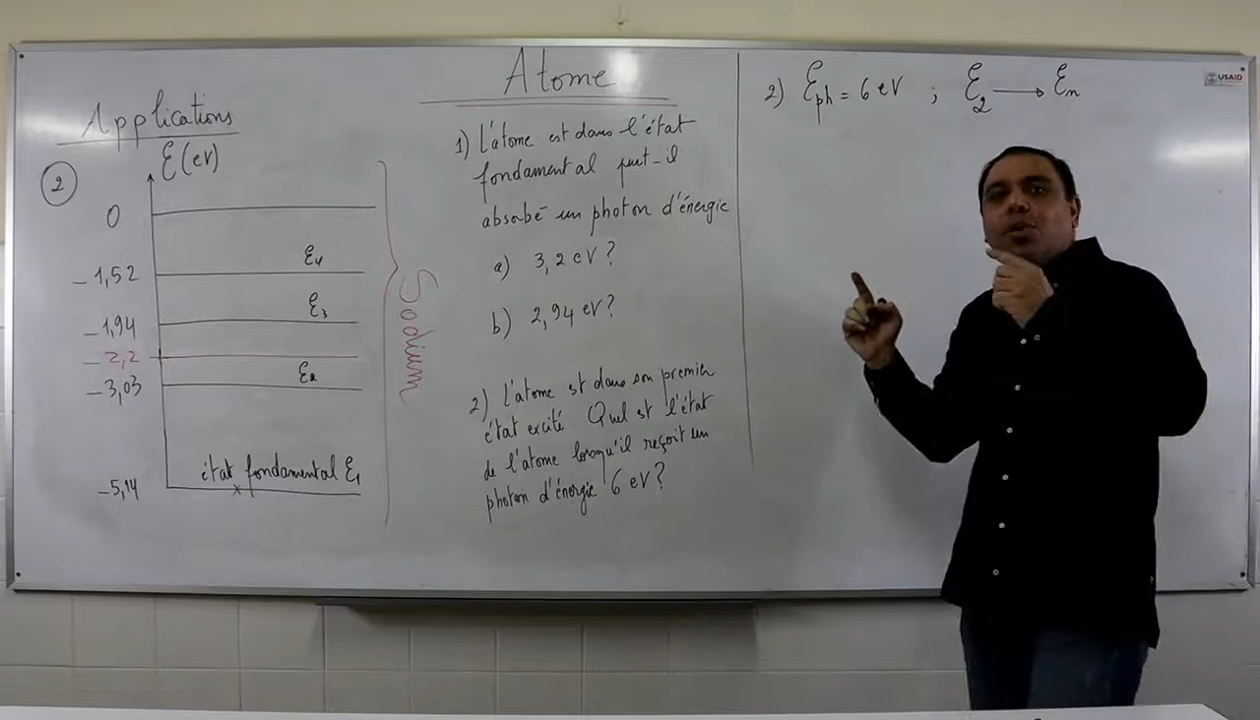 Atome
Applications
2
E(eV)
0
-1,52
E4
-1,94
E3
-2,2
-3,03
E2
-5,14
état fondamental E1
Sodium
1) L'atome est dans l'état
fondamental peut-il
absorbé un photon d'énergie
a) 3,2 eV ?
b) 2,94 eV ?
2) L'atome est dans son premier
état excité. Quel est l'état
de l'atome lorsqu'il reçoit un
photon d'énergie 6 eV ?
2) Eph = 6 eV ; E2 → En
USAID